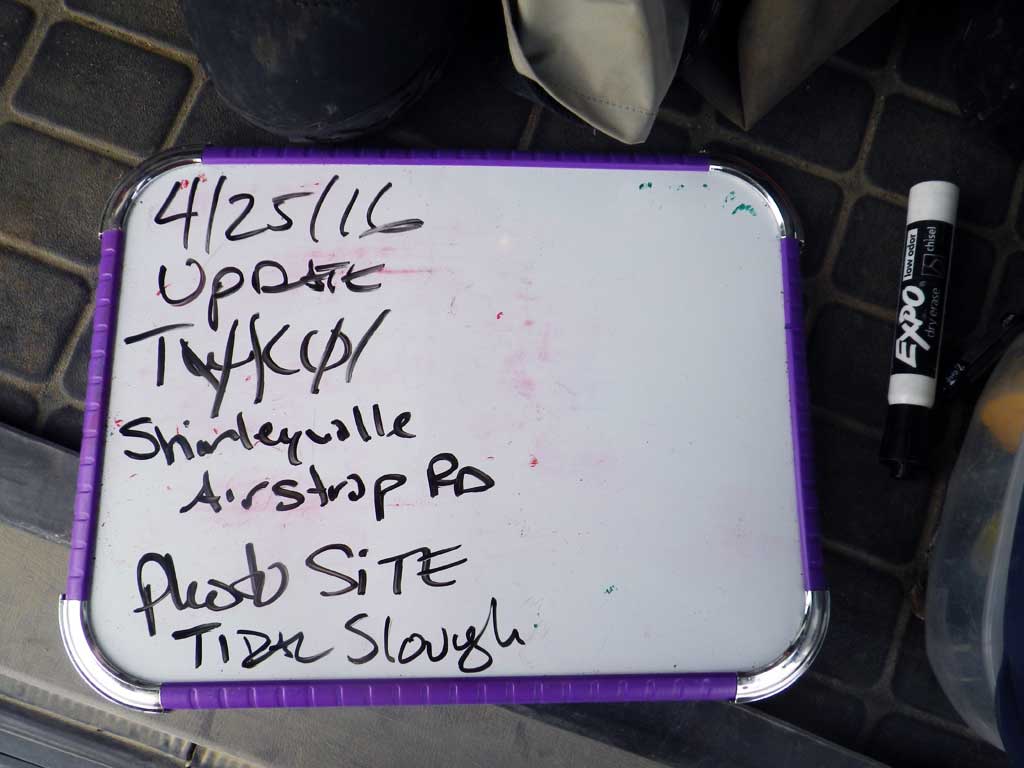 4/25/16
UpDATE
Shirleyville
Airstrip RD
Photo SiTE
TIDAL Slough
EXPO
low odor
dry erase
chisel